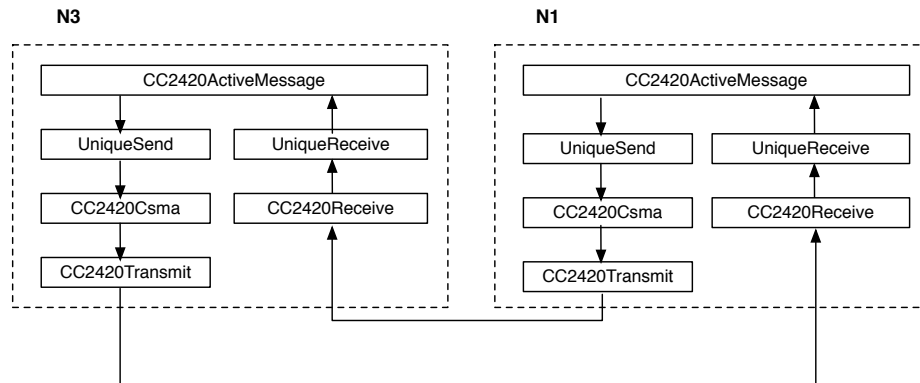 N3
N1
CC2420ActiveMessage
CC2420ActiveMessage
UniqueSend
UniqueReceive
UniqueSend
UniqueReceive
CC2420Csma
CC2420Receive
CC2420Csma
CC2420Receive
CC2420Transmit
CC2420Transmit